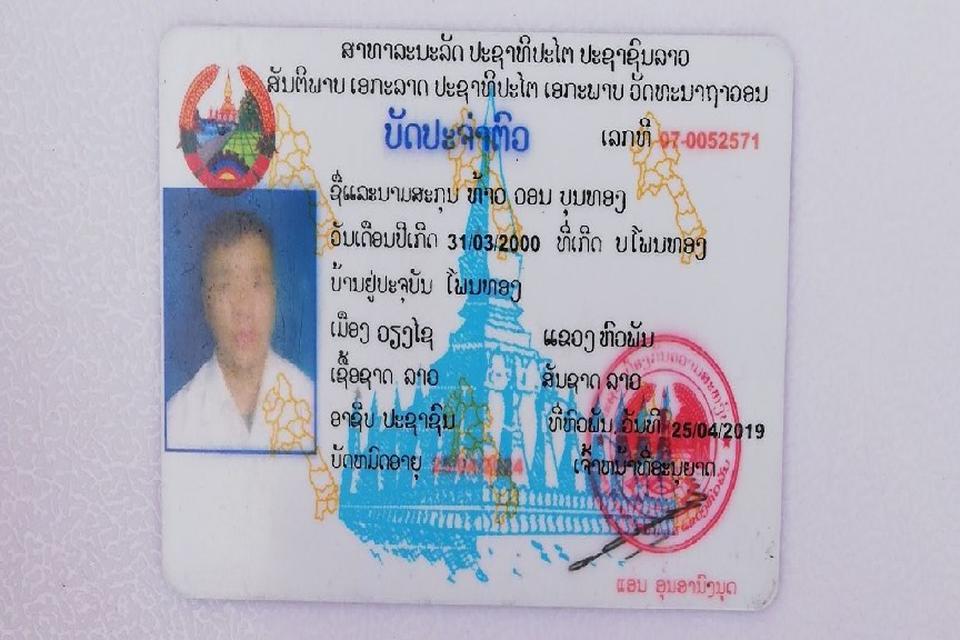 ສາທາລະນະລັດ ປະຊາທິປະໄຕ ປະຊາຊົນລາວ
ສັນຕິພາບ ເອກະລາດ ປະຊາທິປະໄຕ ເອກະພາບ ວັດທະນາຖາວອນ
ບັດປະຈຳຕົວ
ເລກທີ 07-0052571
ຊື່ແລະນາມສະກຸນ ທ້າວ ວອນ ບຸນທອງ
ວັນເດືອນປີເກີດ 31/03/2000 ທີ່ເກີດ ບ ໂພນທອງ
ບ້ານຢູ່ປະຈຸບັນ ໂພນທອງ
ເມືອງ ວຽງໄຊ ແຂວງ ຫົວພັນ
ເຊື້ອຊາດ ລາວ ສັນຊາດ ລາວ
ອາຊີບ ປະຊາຊົນ ທີ່ຫົວພັນ, ວັນທີ 25/04/2019
ບັດຫມົດອາຍຸ ເຈົ້າຫນ້າທີ່ອະນຸຍາດ